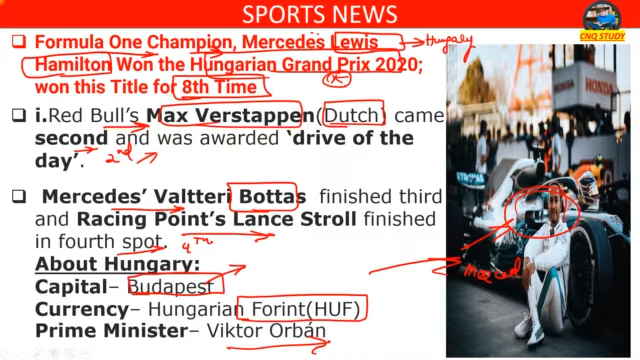 SPORTS NEWS
CNQ STUDY
Formula One Champion, Mercedes Lewis
Hungary
Hamilton Won the Hungarian Grand Prix 2020;
won this Title for 8th Time
i.Red Bull's Max Verstappen(Dutch) came
second and was awarded 'drive of the
day'.
2nd
Mercedes' Valtteri Bottas finished third
and Racing Point's Lance Stroll finished
in fourth spot.
4th
About Hungary:
Capital– Budapest
Currency– Hungarian Forint(HUF)
Prime Minister– Viktor Orbán
HONDA